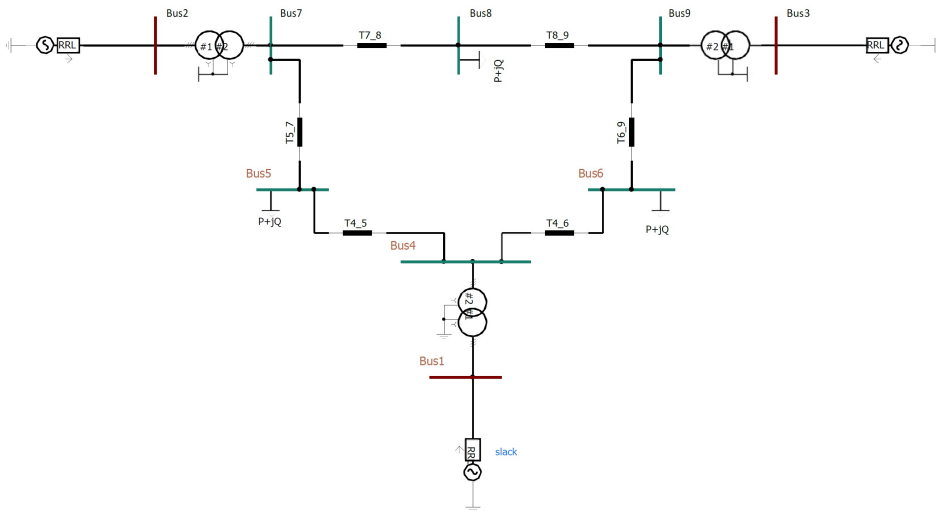 Bus2
Bus7
Bus8
Bus9
Bus3
RRL
#1 #2
T7_8
T8_9
#2 #1
RRL
P+jQ
T5_7
T6_9
Bus5
Bus6
P+jQ
T4_5
T4_6
P+jQ
Bus4
#2 #1
Bus1
RRL
slack